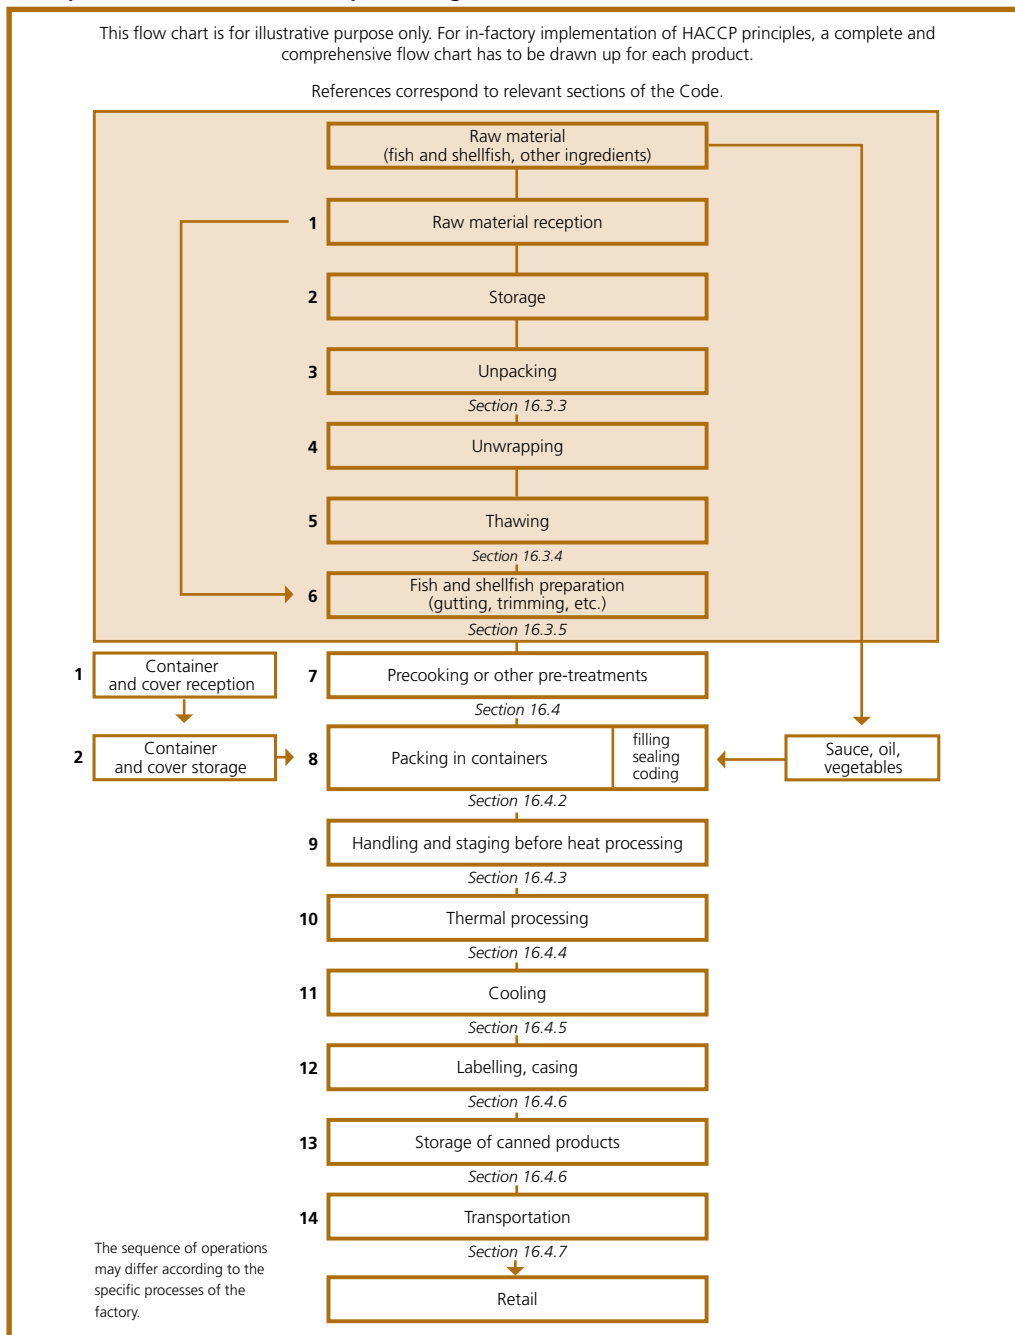 This flow chart is for illustrative purpose only. For in-factory implementation of HACCP principles, a complete and
comprehensive flow chart has to be drawn up for each product.
References correspond to relevant sections of the Code.
Raw material
(fish and shellfish, other ingredients)
1
Raw material reception
2
Storage
3
Unpacking
Section 16.3.3
4
Unwrapping
5
Thawing
Section 16.3.4
6
Fish and shellfish preparation
(gutting, trimming, etc.)
Section 16.3.5
1
Container
and cover reception
7
Precooking or other pre-treatments
Section 16.4
2
Container
and cover storage
8
Packing in containers
filling
sealing
coding
Sauce, oil,
vegetables
Section 16.4.2
9
Handling and staging before heat processing
Section 16.4.3
10
Thermal processing
Section 16.4.4
11
Cooling
Section 16.4.5
12
Labelling, casing
Section 16.4.6
13
Storage of canned products
Section 16.4.6
14
Transportation
Section 16.4.7
The sequence of operations
may differ according to the
specific processes of the
factory.
Retail